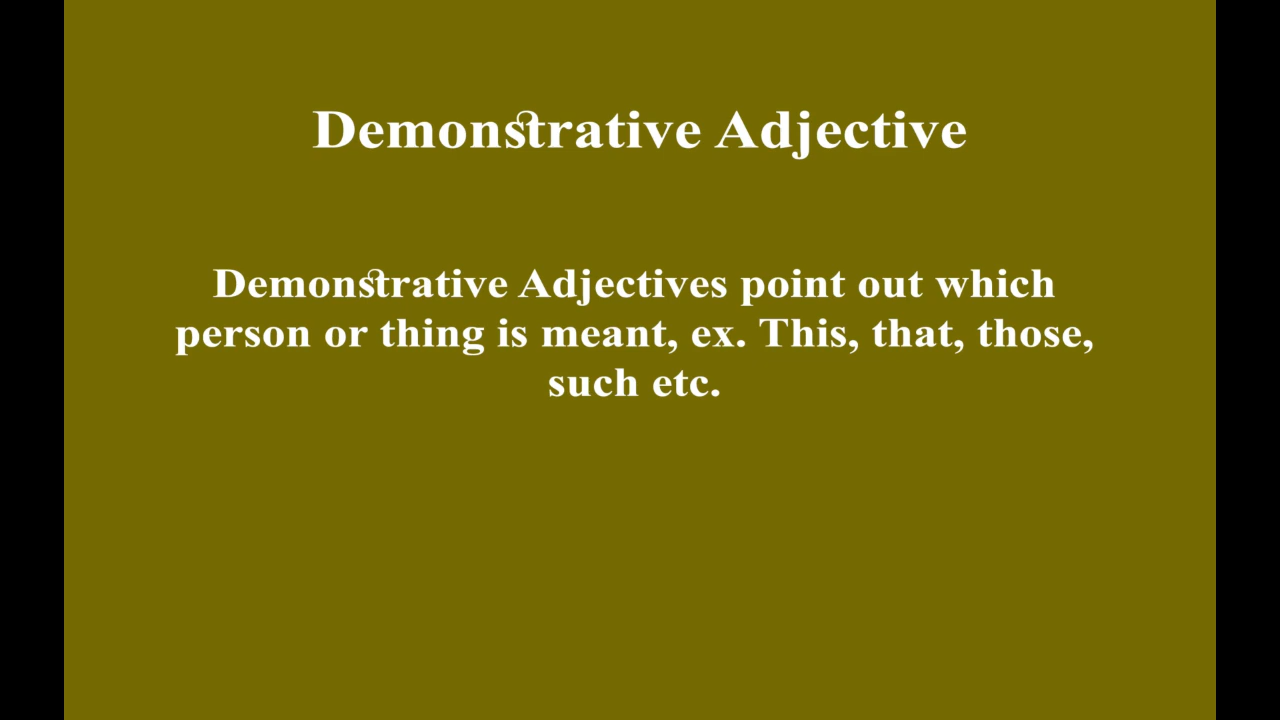 Demonstrative Adjective
Demonstrative Adjectives point out which
person or thing is meant, ex. This, that, those,
such etc.